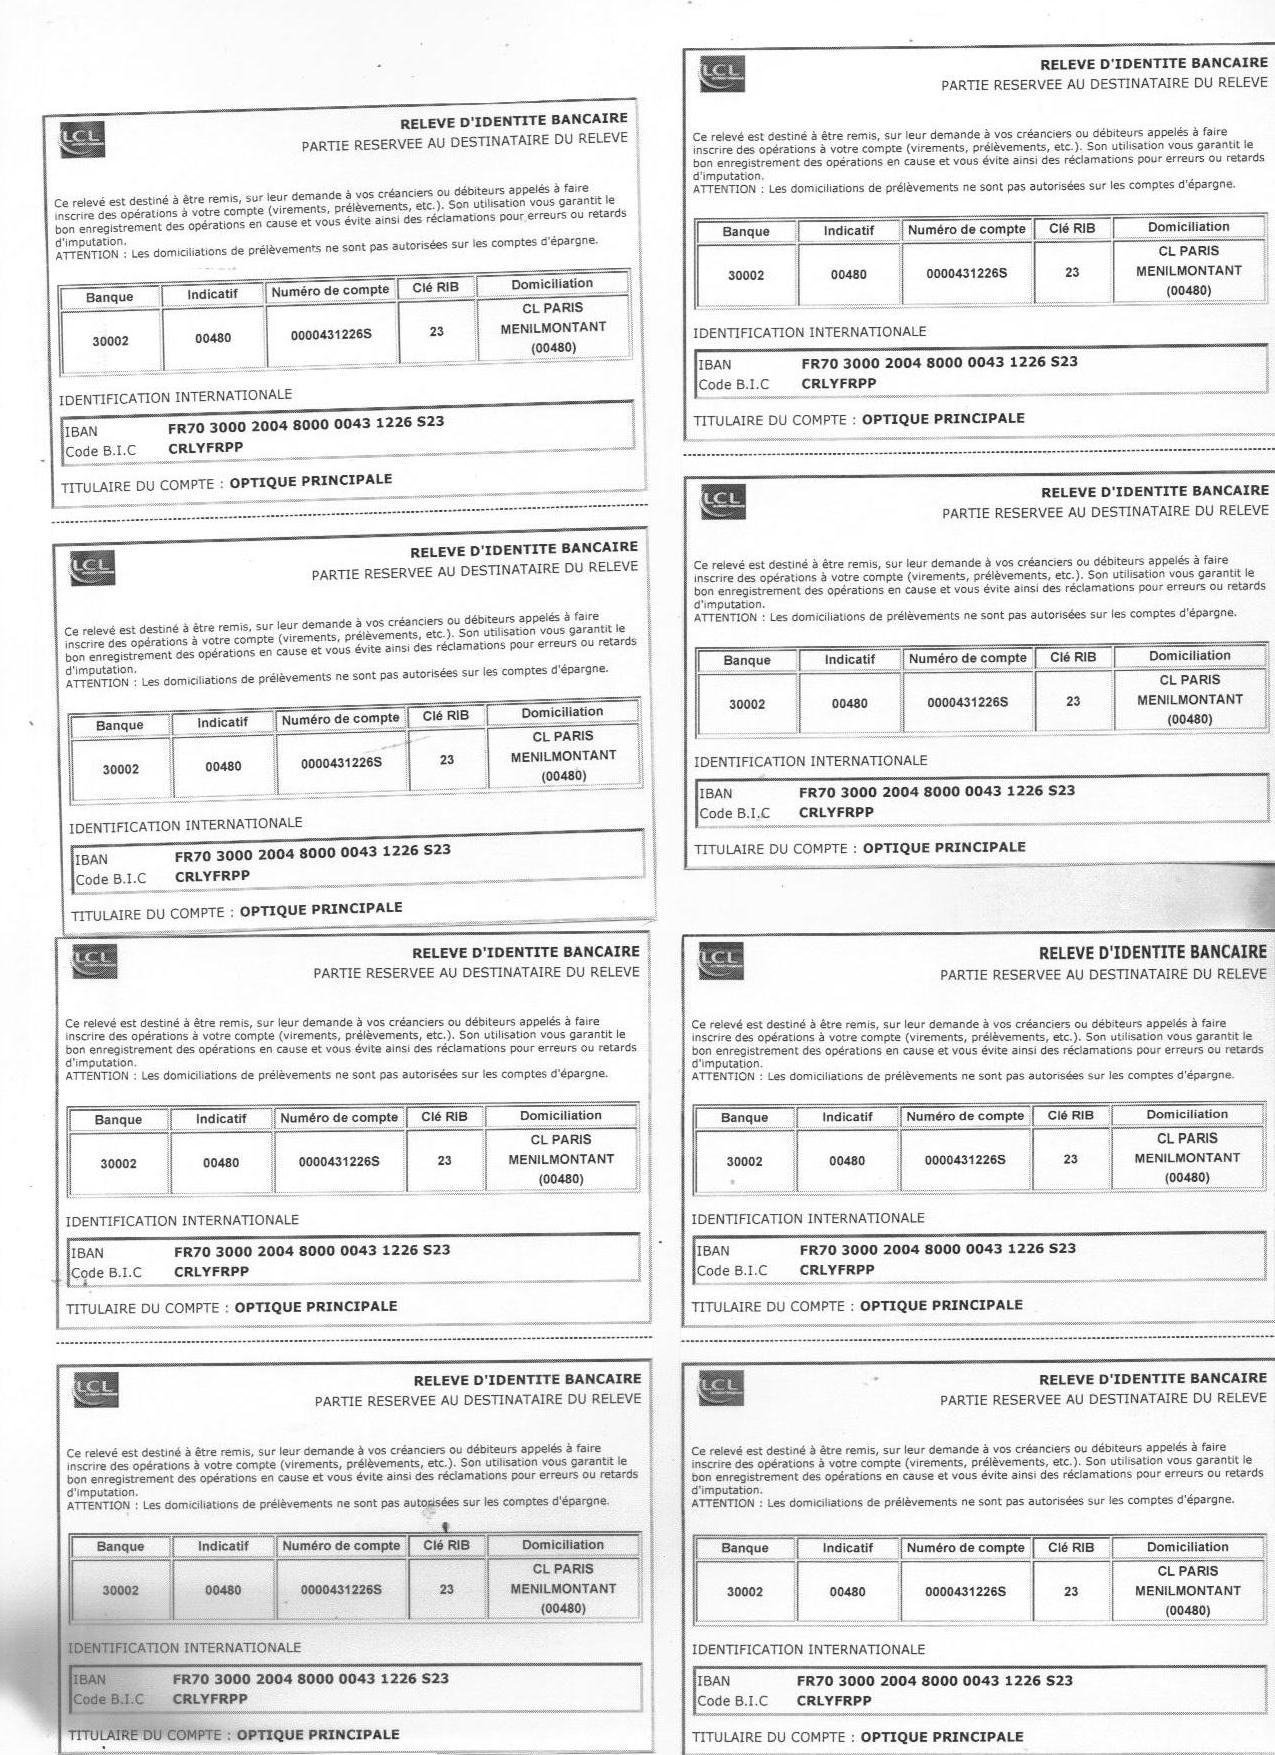 LCL
RELEVE D'IDENTITE BANCAIRE
PARTIE RESERVEE AU DESTINATAIRE DU RELEVE
Ce relevé est destiné à être remis, sur leur demande à vos créanciers ou débiteurs appelés à faire
inscrire des opérations à votre compte (virements, prélèvements, etc.). Son utilisation vous garantit le
bon enregistrement des opérations en cause et vous évite ainsi des réclamations pour erreurs ou retards
d'imputation.
ATTENTION : Les domiciliations de prélèvements ne sont pas autorisées sur les comptes d'épargne.
Banque Indicatif Numéro de compte Clé RIB Domiciliation
30002 00480 0000431226S 23 CL PARIS
MENILMONTANT
(00480)
IDENTIFICATION INTERNATIONALE
IBAN FR70 3000 2004 8000 0043 1226 S23
Code B.I.C CRLYFRPP
TITULAIRE DU COMPTE : OPTIQUE PRINCIPALE
LCL
RELEVE D'IDENTITE BANCAIRE
PARTIE RESERVEE AU DESTINATAIRE DU RELEVE
Ce relevé est destiné à être remis, sur leur demande à vos créanciers ou débiteurs appelés à faire
inscrire des opérations à votre compte (virements, prélèvements, etc.). Son utilisation vous garantit le
bon enregistrement des opérations en cause et vous évite ainsi des réclamations pour erreurs ou retards
d'imputation.
ATTENTION : Les domiciliations de prélèvements ne sont pas autorisées sur les comptes d'épargne.
Banque Indicatif Numéro de compte Clé RIB Domiciliation
30002 00480 0000431226S 23 CL PARIS
MENILMONTANT
(00480)
IDENTIFICATION INTERNATIONALE
IBAN FR70 3000 2004 8000 0043 1226 S23
Code B.I.C CRLYFRPP
TITULAIRE DU COMPTE : OPTIQUE PRINCIPALE
LCL
RELEVE D'IDENTITE BANCAIRE
PARTIE RESERVEE AU DESTINATAIRE DU RELEVE
Ce relevé est destiné à être remis, sur leur demande à vos créanciers ou débiteurs appelés à faire
inscrire des opérations à votre compte (virements, prélèvements, etc.). Son utilisation vous garantit le
bon enregistrement des opérations en cause et vous évite ainsi des réclamations pour erreurs ou retards
d'imputation.
ATTENTION : Les domiciliations de prélèvements ne sont pas autorisées sur les comptes d'épargne.
Banque Indicatif Numéro de compte Clé RIB Domiciliation
30002 00480 0000431226S 23 CL PARIS
MENILMONTANT
(00480)
IDENTIFICATION INTERNATIONALE
IBAN FR70 3000 2004 8000 0043 1226 S23
Code B.I.C CRLYFRPP
TITULAIRE DU COMPTE : OPTIQUE PRINCIPALE
LCL
RELEVE D'IDENTITE BANCAIRE
PARTIE RESERVEE AU DESTINATAIRE DU RELEVE
Ce relevé est destiné à être remis, sur leur demande à vos créanciers ou débiteurs appelés à faire
inscrire des opérations à votre compte (virements, prélèvements, etc.). Son utilisation vous garantit le
bon enregistrement des opérations en cause et vous évite ainsi des réclamations pour erreurs ou retards
d'imputation.
ATTENTION : Les domiciliations de prélèvements ne sont pas autorisées sur les comptes d'épargne.
Banque Indicatif Numéro de compte Clé RIB Domiciliation
30002 00480 0000431226S 23 CL PARIS
MENILMONTANT
(00480)
IDENTIFICATION INTERNATIONALE
IBAN FR70 3000 2004 8000 0043 1226 S23
Code B.I.C CRLYFRPP
TITULAIRE DU COMPTE : OPTIQUE PRINCIPALE
LCL
RELEVE D'IDENTITE BANCAIRE
PARTIE RESERVEE AU DESTINATAIRE DU RELEVE
Ce relevé est destiné à être remis, sur leur demande à vos créanciers ou débiteurs appelés à faire
inscrire des opérations à votre compte (virements, prélèvements, etc.). Son utilisation vous garantit le
bon enregistrement des opérations en cause et vous évite ainsi des réclamations pour erreurs ou retards
d'imputation.
ATTENTION : Les domiciliations de prélèvements ne sont pas autorisées sur les comptes d'épargne.
Banque Indicatif Numéro de compte Clé RIB Domiciliation
30002 00480 0000431226S 23 CL PARIS
MENILMONTANT
(00480)
IDENTIFICATION INTERNATIONALE
IBAN FR70 3000 2004 8000 0043 1226 S23
Code B.I.C CRLYFRPP
TITULAIRE DU COMPTE : OPTIQUE PRINCIPALE
LCL
RELEVE D'IDENTITE BANCAIRE
PARTIE RESERVEE AU DESTINATAIRE DU RELEVE
Ce relevé est destiné à être remis, sur leur demande à vos créanciers ou débiteurs appelés à faire
inscrire des opérations à votre compte (virements, prélèvements, etc.). Son utilisation vous garantit le
bon enregistrement des opérations en cause et vous évite ainsi des réclamations pour erreurs ou retards
d'imputation.
ATTENTION : Les domiciliations de prélèvements ne sont pas autorisées sur les comptes d'épargne.
Banque Indicatif Numéro de compte Clé RIB Domiciliation
30002 00480 0000431226S 23 CL PARIS
MENILMONTANT
(00480)
IDENTIFICATION INTERNATIONALE
IBAN FR70 3000 2004 8000 0043 1226 S23
Code B.I.C CRLYFRPP
TITULAIRE DU COMPTE : OPTIQUE PRINCIPALE
LCL
RELEVE D'IDENTITE BANCAIRE
PARTIE RESERVEE AU DESTINATAIRE DU RELEVE
Ce relevé est destiné à être remis, sur leur demande à vos créanciers ou débiteurs appelés à faire
inscrire des opérations à votre compte (virements, prélèvements, etc.). Son utilisation vous garantit le
bon enregistrement des opérations en cause et vous évite ainsi des réclamations pour erreurs ou retards
d'imputation.
ATTENTION : Les domiciliations de prélèvements ne sont pas autorisées sur les comptes d'épargne.
Banque Indicatif Numéro de compte Clé RIB Domiciliation
30002 00480 0000431226S 23 CL PARIS
MENILMONTANT
(00480)
IDENTIFICATION INTERNATIONALE
IBAN FR70 3000 2004 8000 0043 1226 S23
Code B.I.C CRLYFRPP
TITULAIRE DU COMPTE : OPTIQUE PRINCIPALE
LCL
RELEVE D'IDENTITE BANCAIRE
PARTIE RESERVEE AU DESTINATAIRE DU RELEVE
Ce relevé est destiné à être remis, sur leur demande à vos créanciers ou débiteurs appelés à faire
inscrire des opérations à votre compte (virements, prélèvements, etc.). Son utilisation vous garantit le
bon enregistrement des opérations en cause et vous évite ainsi des réclamations pour erreurs ou retards
d'imputation.
ATTENTION : Les domiciliations de prélèvements ne sont pas autorisées sur les comptes d'épargne.
Banque Indicatif Numéro de compte Clé RIB Domiciliation
30002 00480 0000431226S 23 CL PARIS
MENILMONTANT
(00480)
IDENTIFICATION INTERNATIONALE
IBAN FR70 3000 2004 8000 0043 1226 S23
Code B.I.C CRLYFRPP
TITULAIRE DU COMPTE : OPTIQUE PRINCIPALE